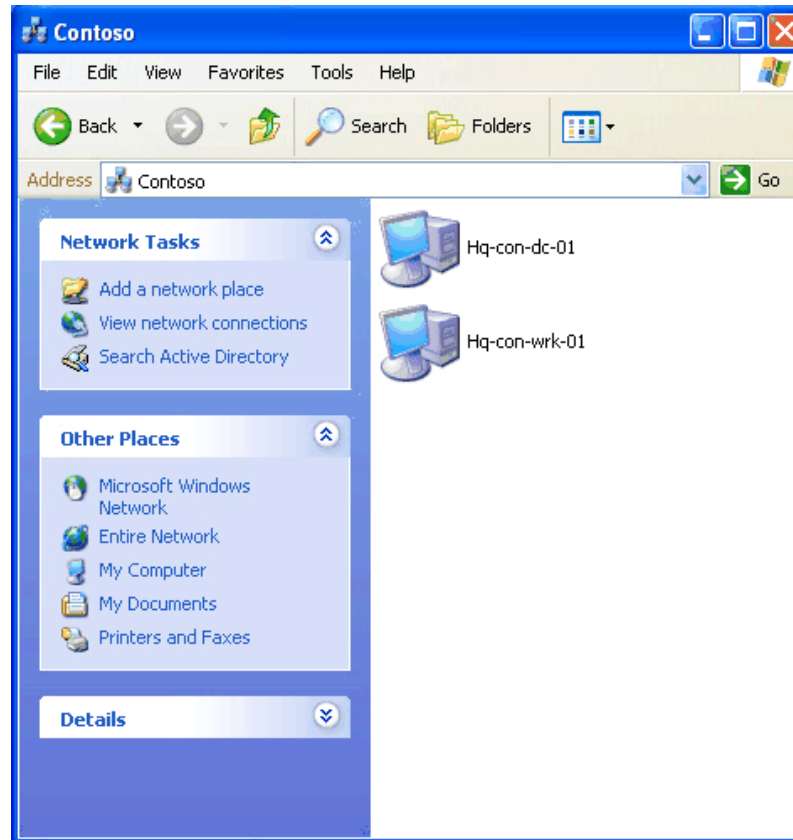 Contoso
File Edit View Favorites Tools Help
Back Search Folders
Address Contoso Go
Network Tasks
Add a network place
View network connections
Search Active Directory
Other Places
Microsoft Windows
Network
Entire Network
My Computer
My Documents
Printers and Faxes
Details
Hq-con-dc-01
Hq-con-wrk-01